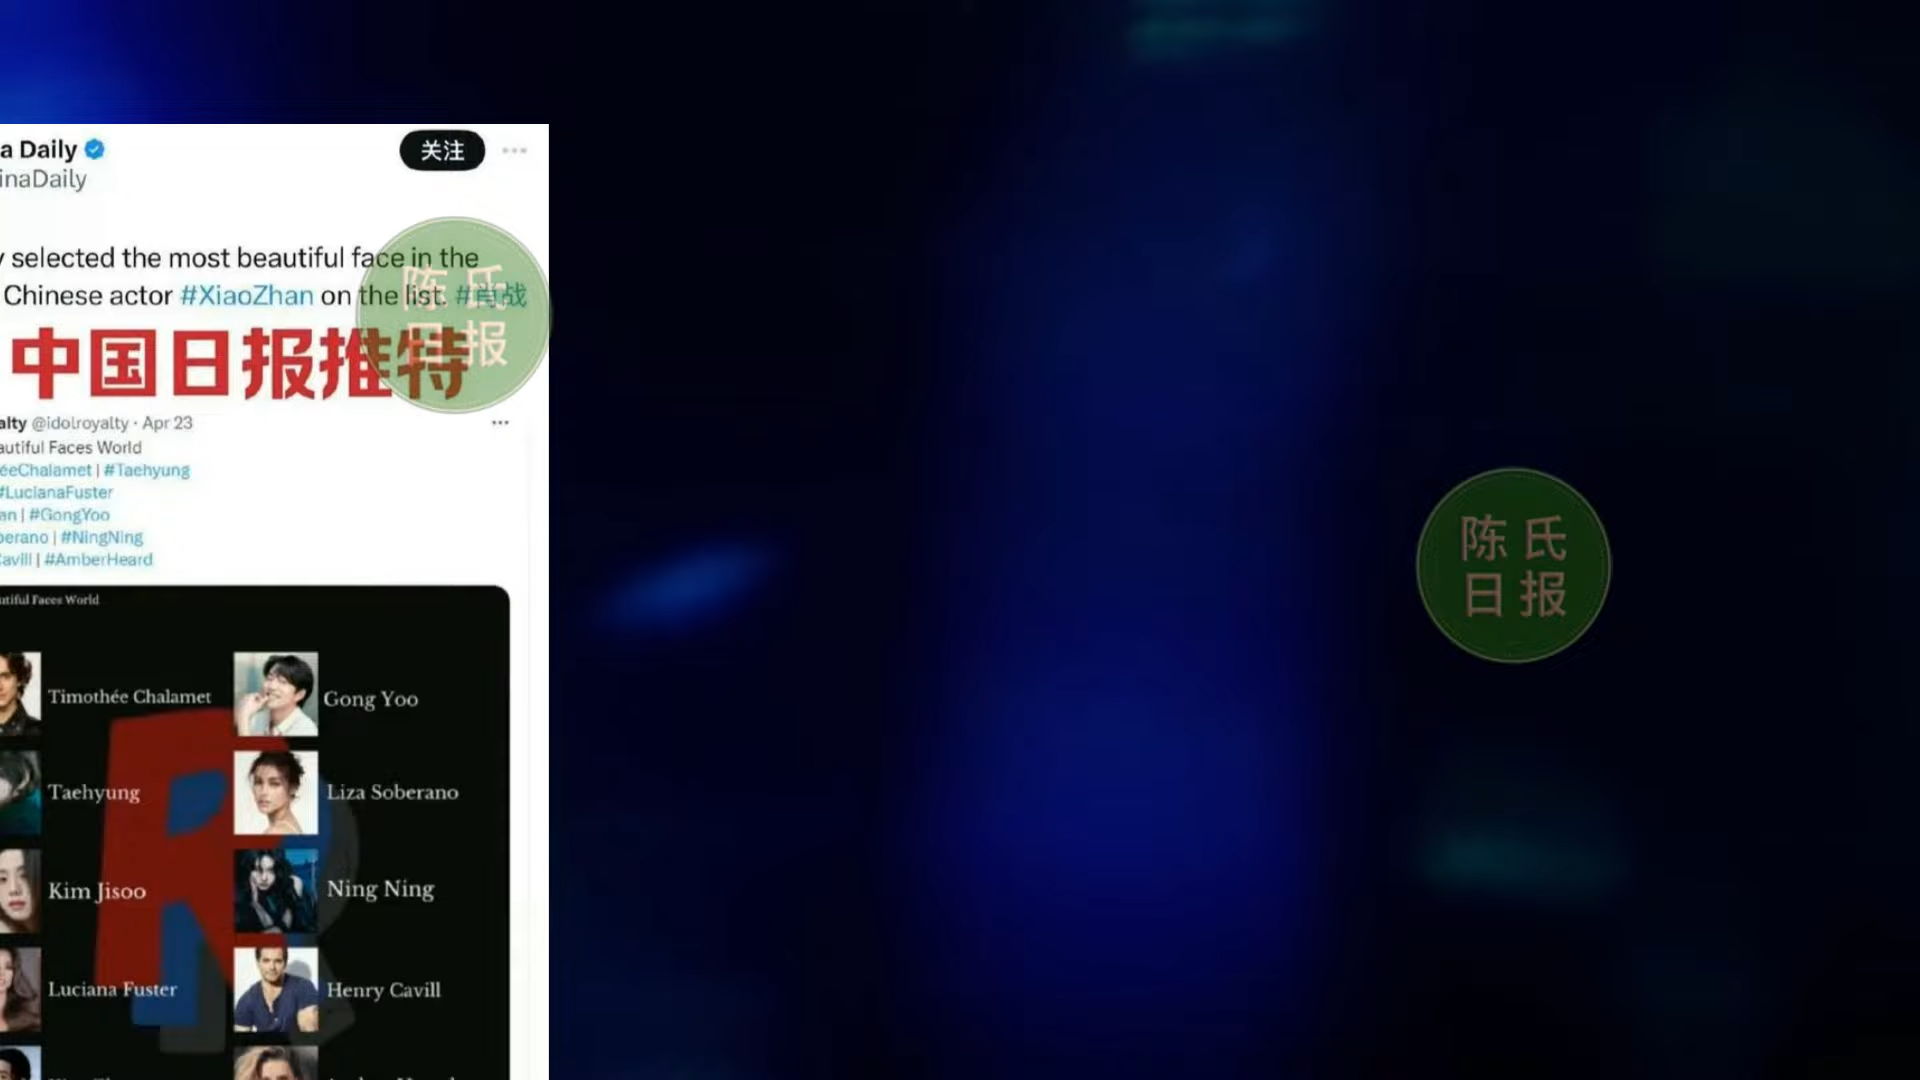 a Daily
关注
inaDaily
selected the most beautiful face in the
Chinese actor #XiaoZhan on the list. #肖战
中国日报推特
陈氏
日报
alty @idolroyalty · Apr 23
autiful Faces World
éeChalamet | #Taehyung
#LucianaFuster
an | #GongYoo
berano | #NingNing
Cavill | #AmberHeard
utiful Faces World
Timothée Chalamet
Gong Yoo
Taehyung
Liza Soberano
Kim Jisoo
Ning Ning
Luciana Fuster
Henry Cavill
陈氏
日报